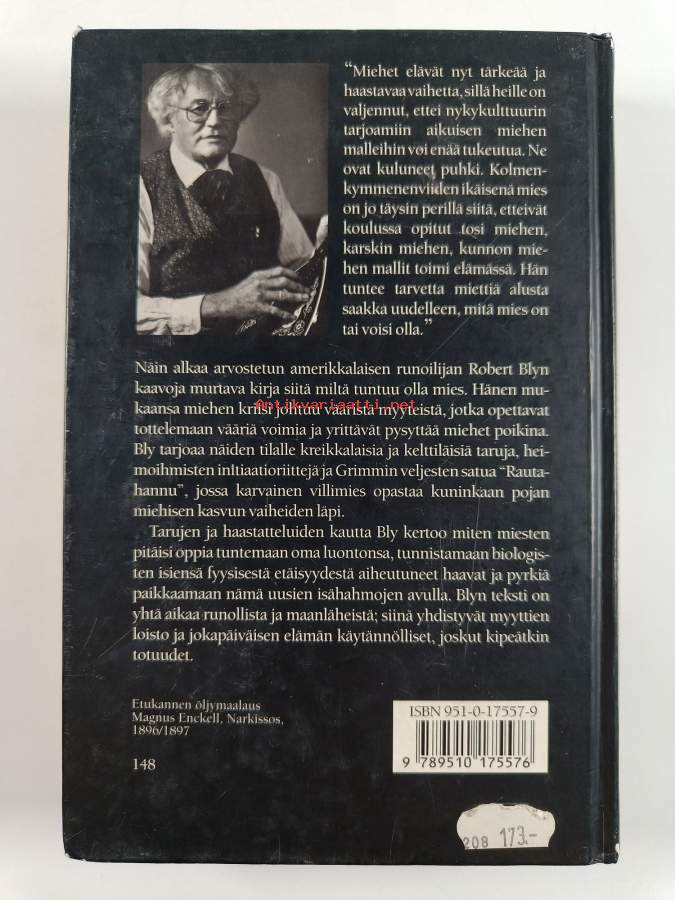 “Miehet elävät nyt tärkeää ja
haastavaa vaihetta, sillä heille on
valjennut, ettei nykykulttuurin
tarjoamiin aikuisen miehen
malleihin voi enää tukeutua. Ne
ovat kuluneet puhki. Kolmen-
kymmenenviiden ikäisenä mies
on jo täysin perillä siitä, etteivät
koulussa opitut tosi miehen,
karskin miehen, kunnon mie-
hen mallit toimi elämässä. Hän
tuntee tarvetta miettiä alusta
saakka uudelleen, mitä mies on
tai voisi olla.”
Näin alkaa arvostetun amerikkalaisen runoilijan Robert Blyn
kaavoja murtava kirja siitä miltä tuntuu olla mies. Hänen mu-
kaansa miehen kriisi johtuu vääristä myyteistä, jotka opettavat
tottelemaan vääriä voimia ja yrittävät pysyttää miehet poikina.
Bly tarjoaa näiden tilalle kreikkalaisia ja kelttiläisiä taruja, hei-
moihmisten initiaatioriittejä ja Grimmin veljesten satua “Rauta-
hannu”, jossa karvainen villimies opastaa kuninkaan pojan
miehisen kasvun vaiheiden läpi.
Tarujen ja haastatteluiden kautta Bly kertoo miten miesten
pitäisi oppia tuntemaan oma luontonsa, tunnistamaan biologis-
ten isiensä fyysisestä etäisyydestä aiheutuneet haavat ja pyrkiä
paikkaamaan nämä uusien isähahmojen avulla. Blyn teksti on
yhtä aikaa runollista ja maanläheistä; siinä yhdistyvät myyttien
loisto ja jokapäiväisen elämän käytännölliset, joskus kipeätkin
totuudet.
Antikvariaatti.net
Etukannen öljymaalaus
Magnus Enckell, Narkissos,
1896/1897
148
ISBN 951-0-17557-9
9 789510 175576
208 173.-